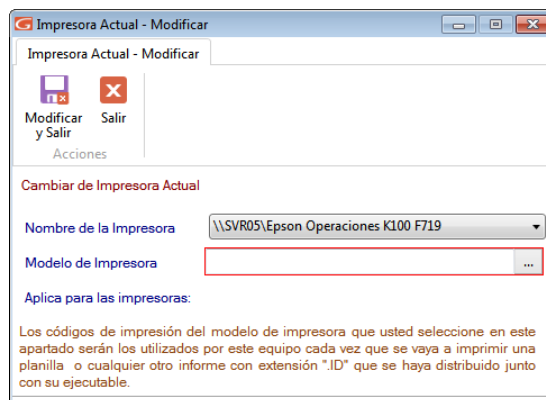 Impresora Actual - Modificar
Impresora Actual - Modificar
Modificar
y Salir
Salir
Acciones
Cambiar de Impresora Actual
Nombre de la Impresora
\\SVR05\Epson Operaciones K100 F719
Modelo de Impresora
...
Aplica para las impresoras:
Los códigos de impresión del modelo de impresora que usted seleccione en este
apartado serán los utilizados por este equipo cada vez que se vaya a imprimir una
planilla o cualquier otro informe con extensión ".ID" que se haya distribuido junto
con su ejecutable.